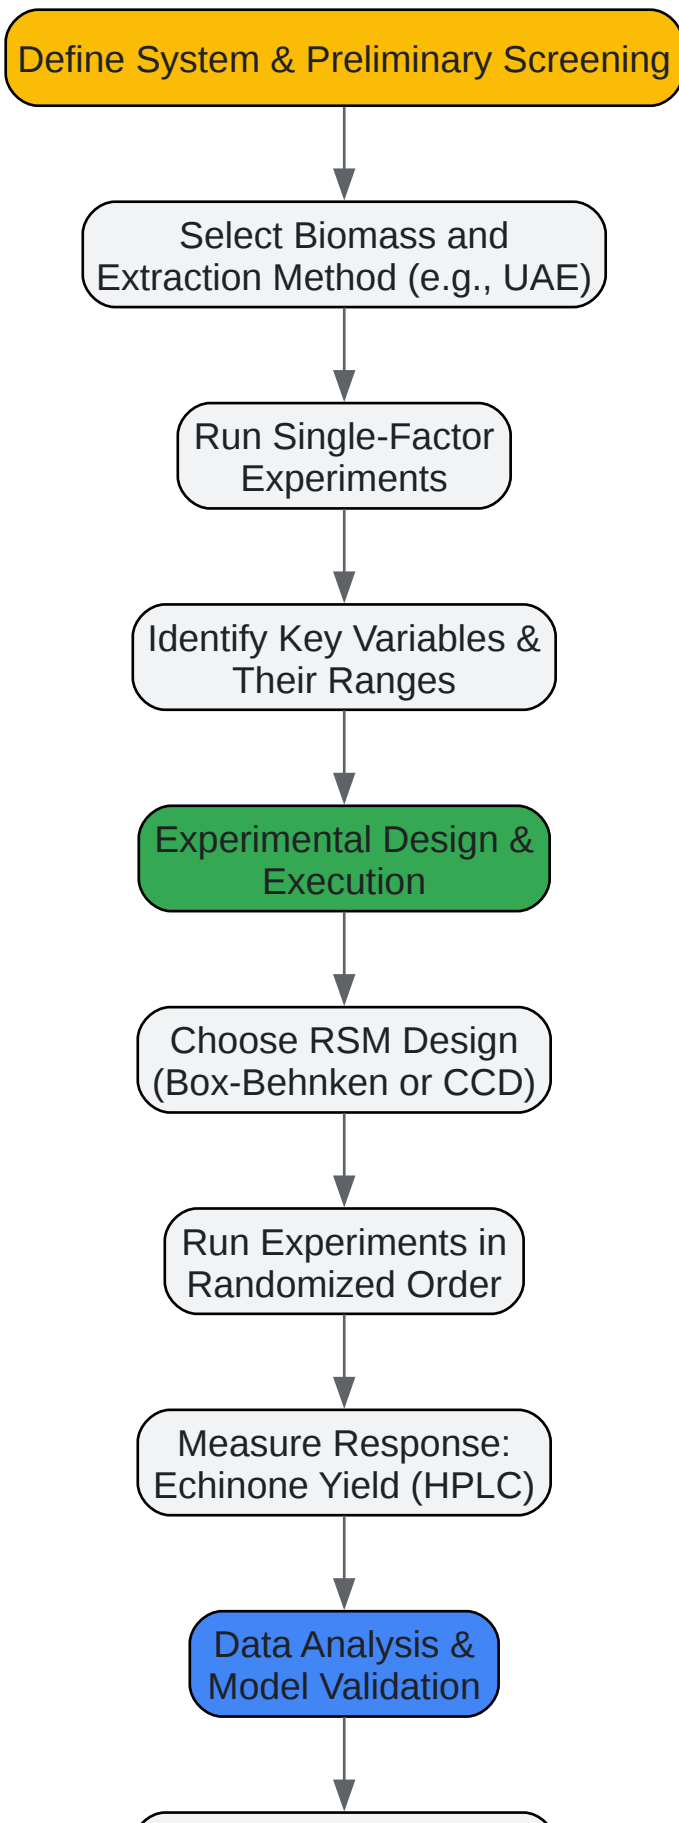 Define System & Preliminary Screening
Select Biomass and
Extraction Method (e.g., UAE)
Run Single-Factor
Experiments
Identify Key Variables &
Their Ranges
Experimental Design &
Execution
Choose RSM Design
(Box-Behnken or CCD)
Run Experiments in
Randomized Order
Measure Response:
Echinone Yield (HPLC)
Data Analysis &
Model Validation